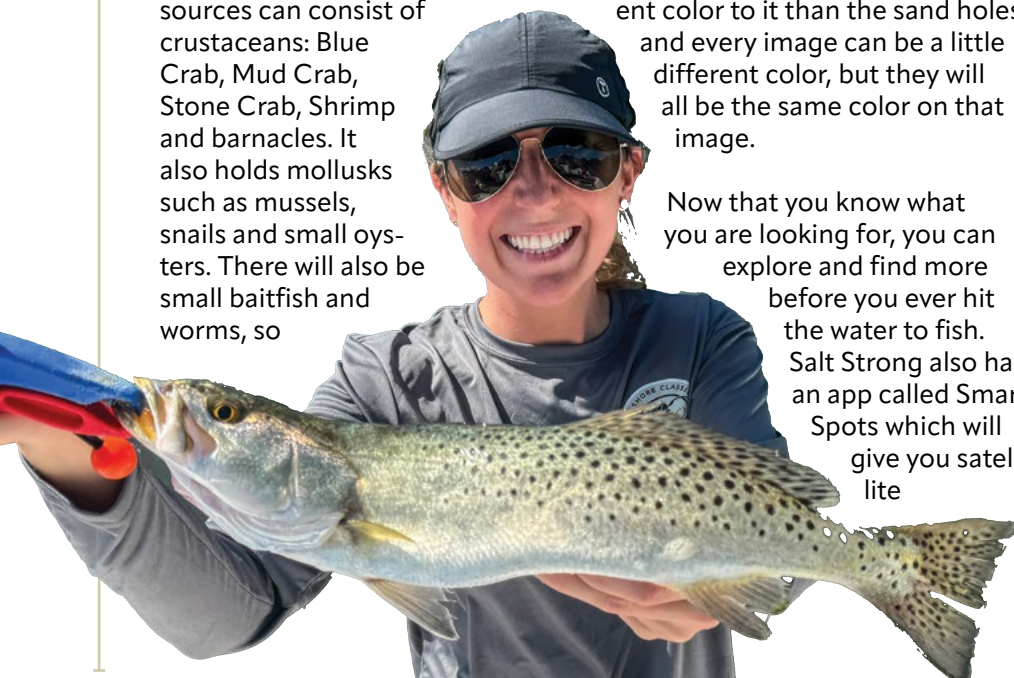 sources can consist of
crustaceans: Blue
Crab, Mud Crab,
Stone Crab, Shrimp
and barnacles. It
also holds mollusks
such as mussels,
snails and small oys-
ters. There will also be
small baitfish and
worms, so
ent color to it than the sand holes
and every image can be a little
different color, but they will
all be the same color on that
image.
Now that you know what
you are looking for, you can
explore and find more
before you ever hit
the water to fish.
Salt Strong also ha
an app called Smar
Spots which will
give you satel
lite